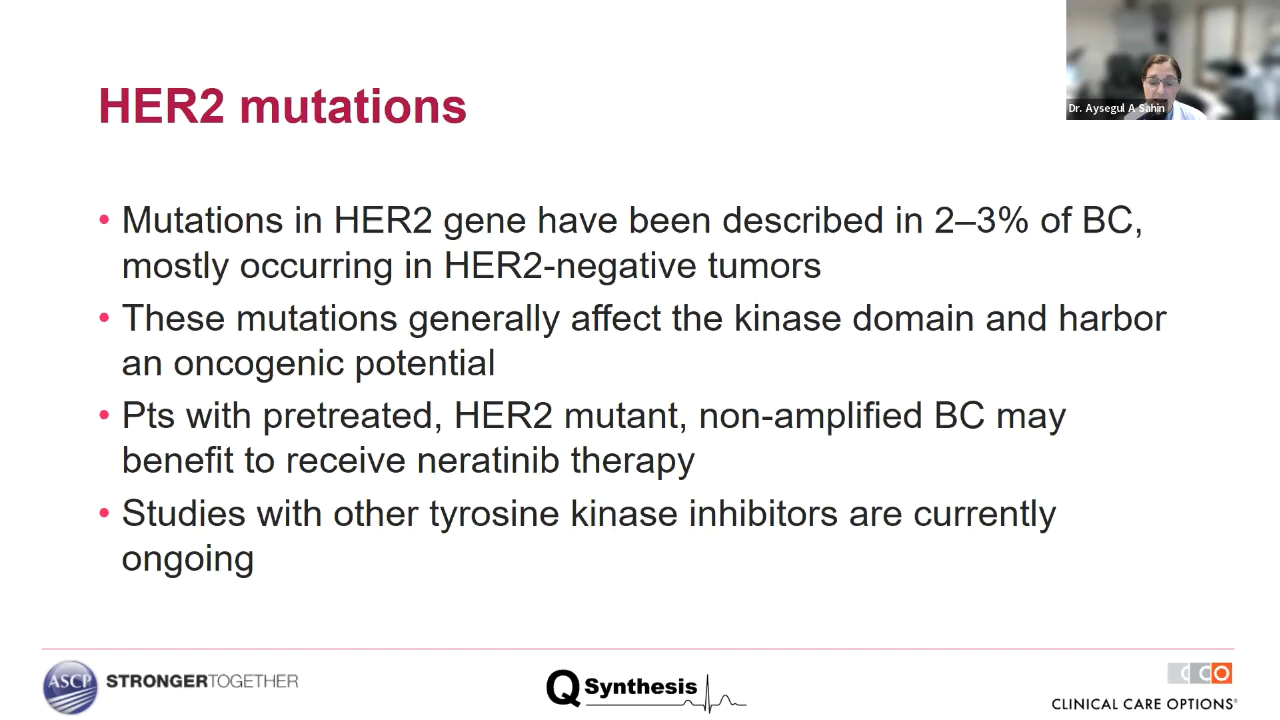 Dr. Aysegul A Sahin
HER2 mutations
• Mutations in HER2 gene have been described in 2–3% of BC,
mostly occurring in HER2-negative tumors
• These mutations generally affect the kinase domain and harbor
an oncogenic potential
• Pts with pretreated, HER2 mutant, non-amplified BC may
benefit to receive neratinib therapy
• Studies with other tyrosine kinase inhibitors are currently
ongoing
ASCP STRONGERTOGETHER
Q Synthesis
CCO
CLINICAL CARE OPTIONS®